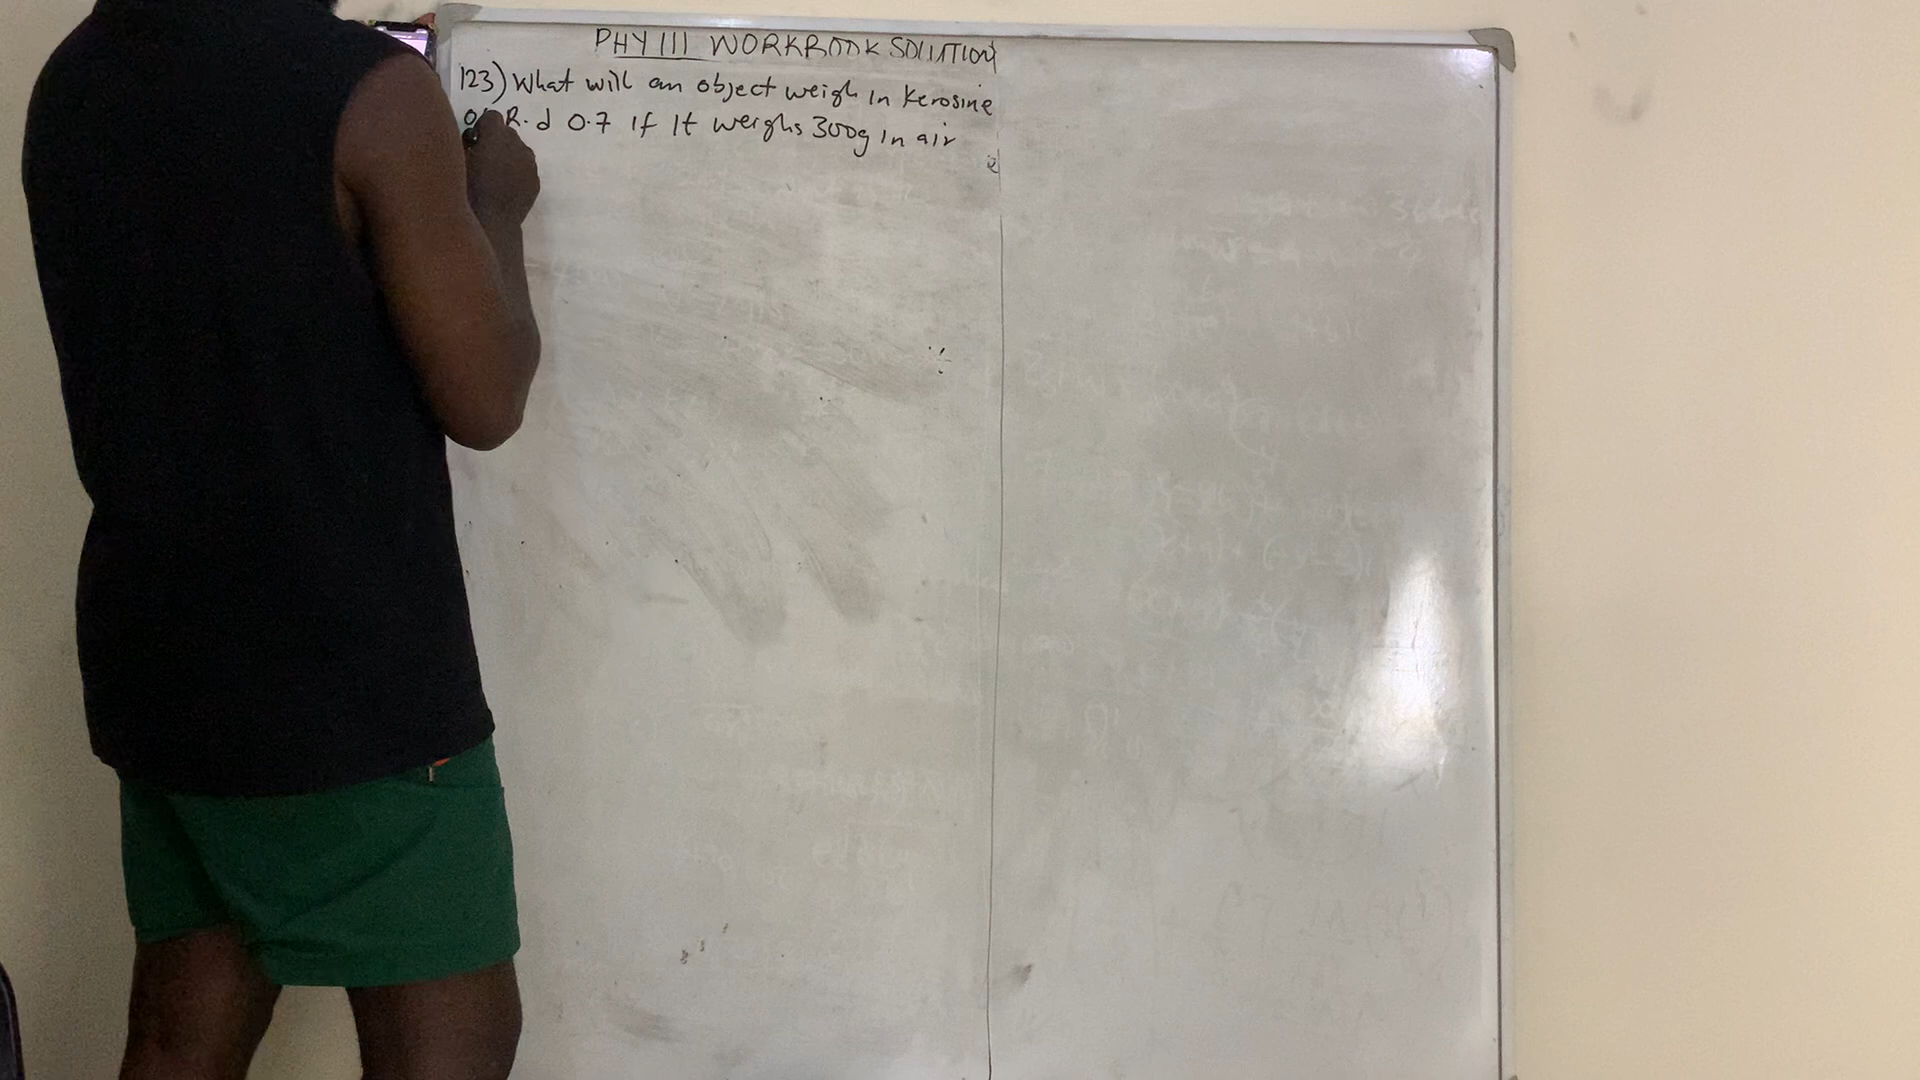 PHY 111 WORKBOOK SOLUTION
123) What will an object weigh in Kerosine
R.d 0.7 if it weighs 300g in air